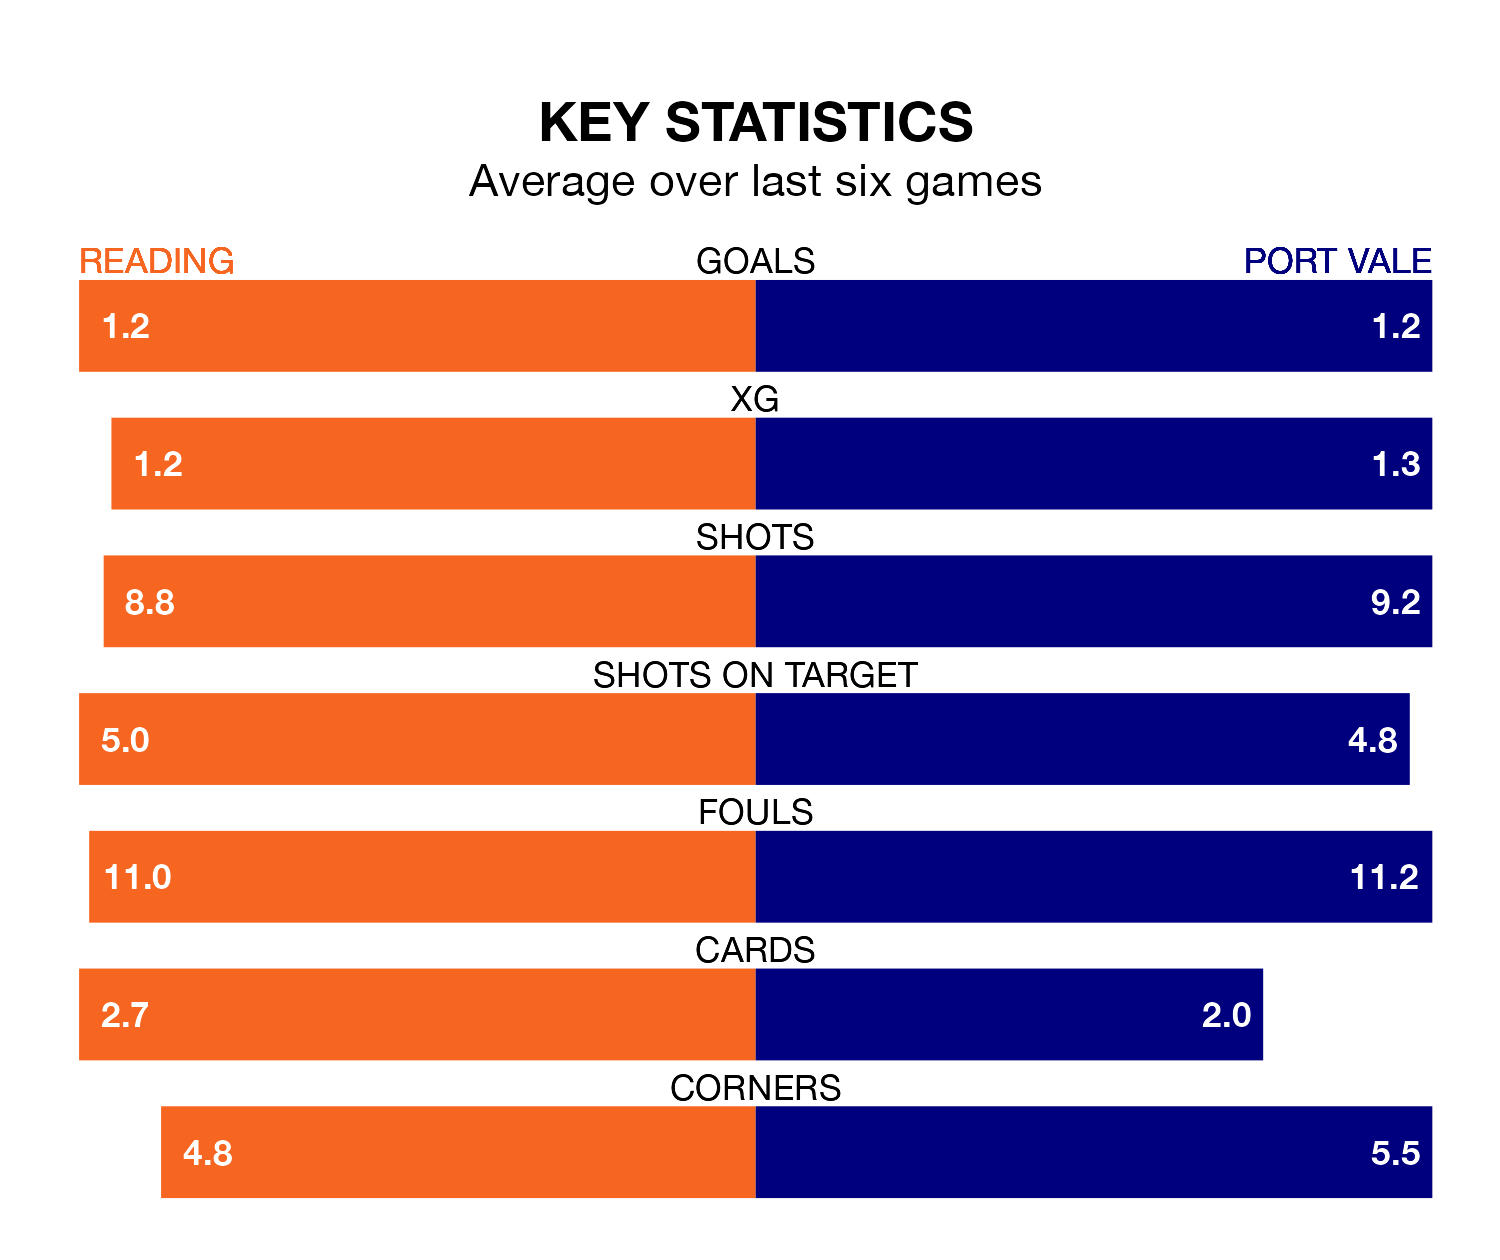 KEY STATISTICS
Average over last six games
READING GOALS PORT VALE
1.2 1.2
XG
1.2 1.3
SHOTS
8.8 9.2
SHOTS ON TARGET
5.0 4.8
FOULS
11.0 11.2
CARDS
2.7 2.0
CORNERS
4.8 5.5